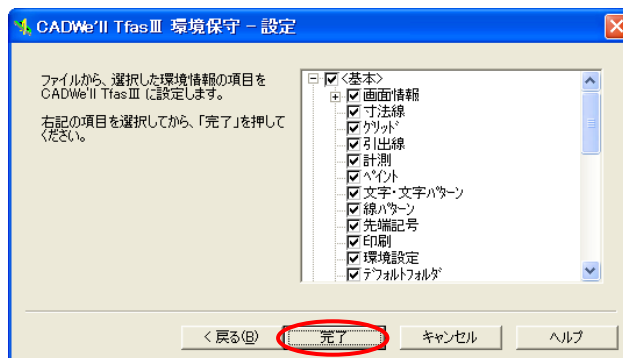 CADWe'll TfasⅢ 環境保守 - 設定
ファイルから、選択した環境情報の項目を
CADWe'll TfasⅢ に設定します。
右記の項目を選択してから、「完了」を押して
ください。
<基本>
画面情報
寸法線
グリッド
引出線
計測
ペイント
文字・文字パターン
線パターン
先端記号
印刷
環境設定
デフォルトフォルダ
< 戻る(B)
完了
キャンセル
ヘルプ